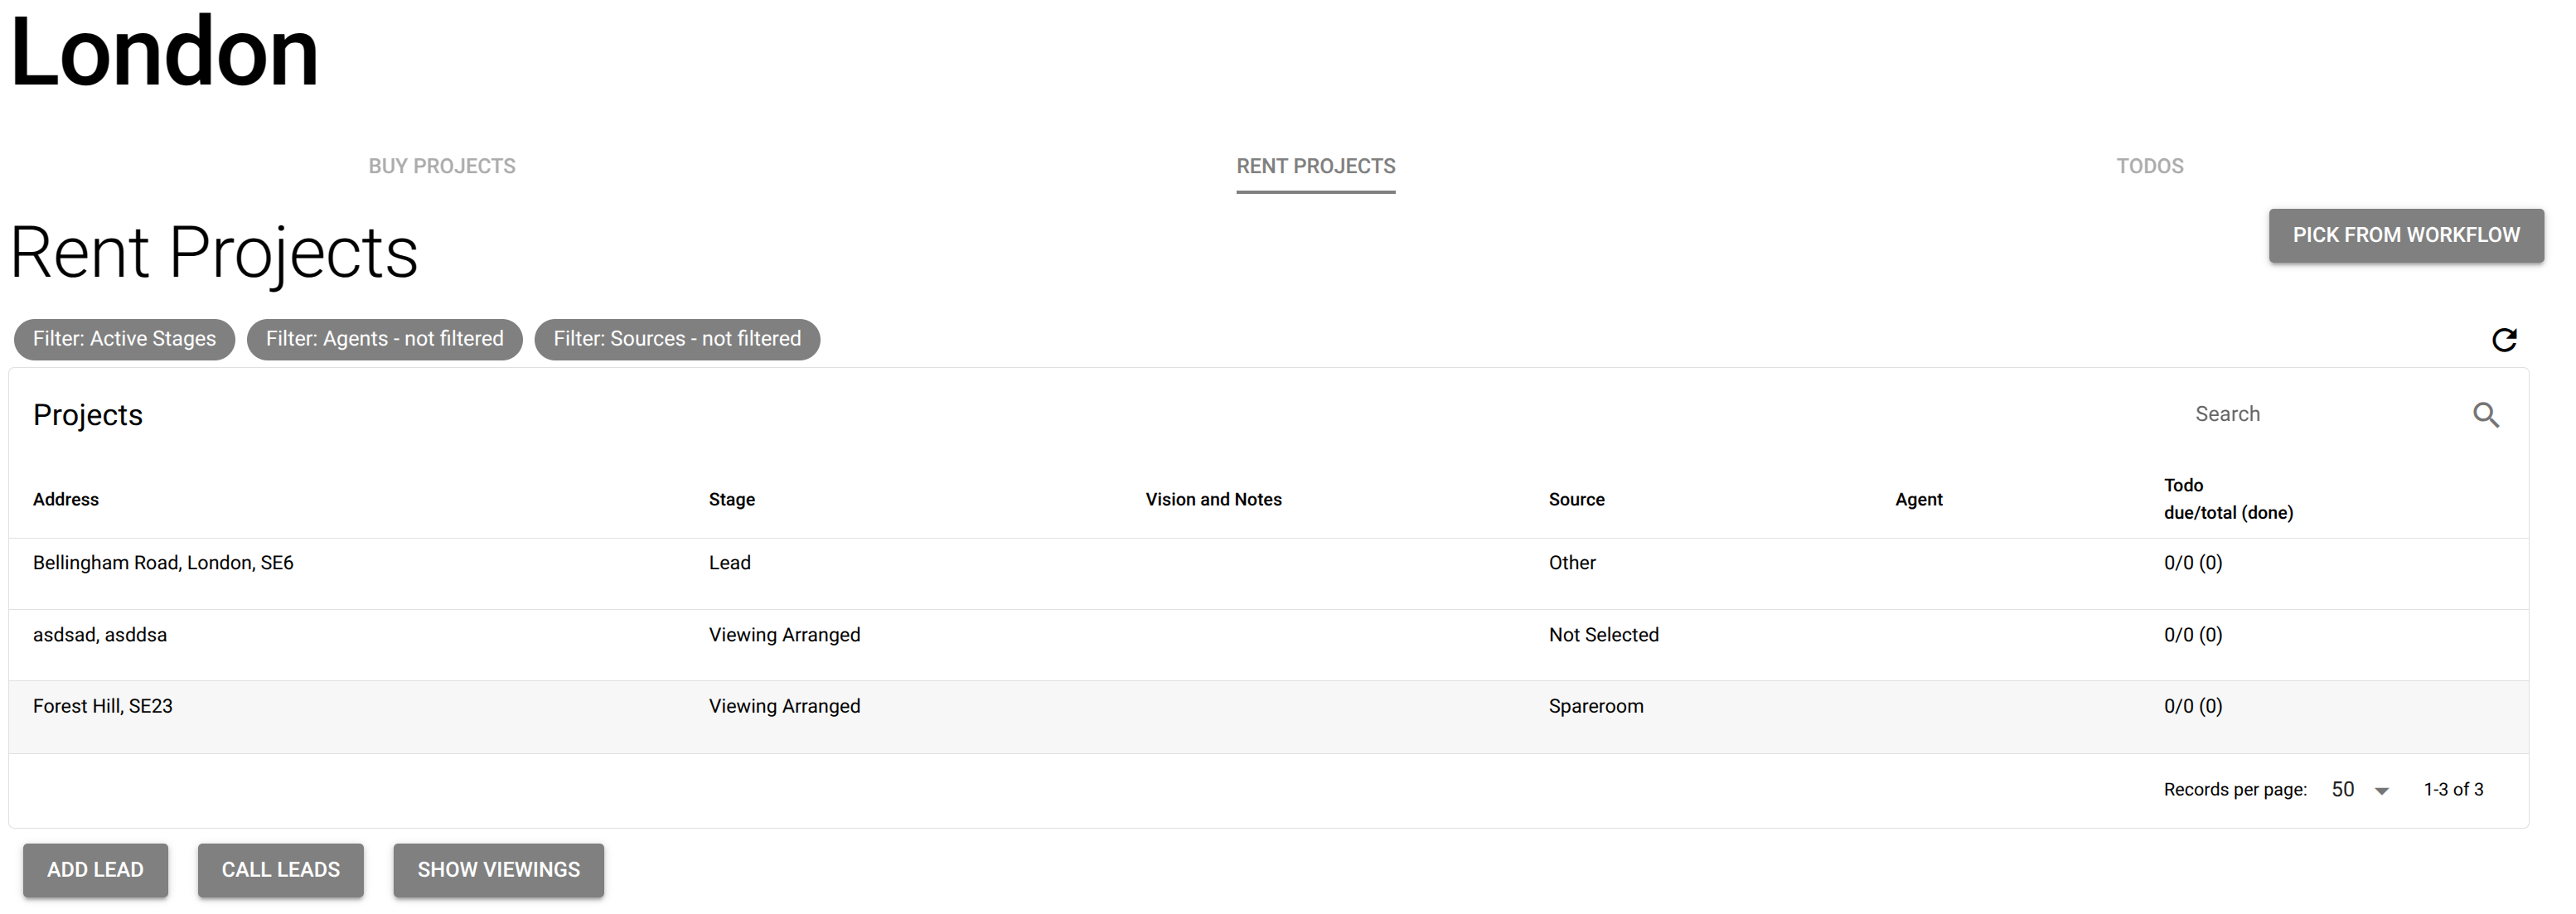 London
BUY PROJECTS RENT PROJECTS TODOS
Rent Projects
PICK FROM WORKFLOW
Filter: Active Stages Filter: Agents - not filtered Filter: Sources - not filtered
Projects
Search
Address Stage Vision and Notes Source Agent Todo
due/total (done)
Bellingham Road, London, SE6 Lead Other 0/0 (0)
asdsad, asddsa Viewing Arranged Not Selected 0/0 (0)
Forest Hill, SE23 Viewing Arranged Spareroom 0/0 (0)
Records per page: 50 1-3 of 3
ADD LEAD CALL LEADS SHOW VIEWINGS